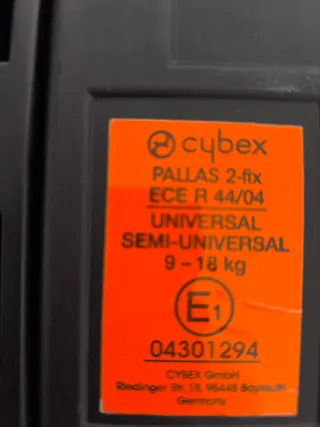 cybex
PALLAS 2-fix
ECE R 44/04
UNIVERSAL
SEMI-UNIVERSAL
9 - 18 kg
E1
04301294
CYBEX GmbH
Riedinger Str. 18, 95448 Bayreuth
Germany